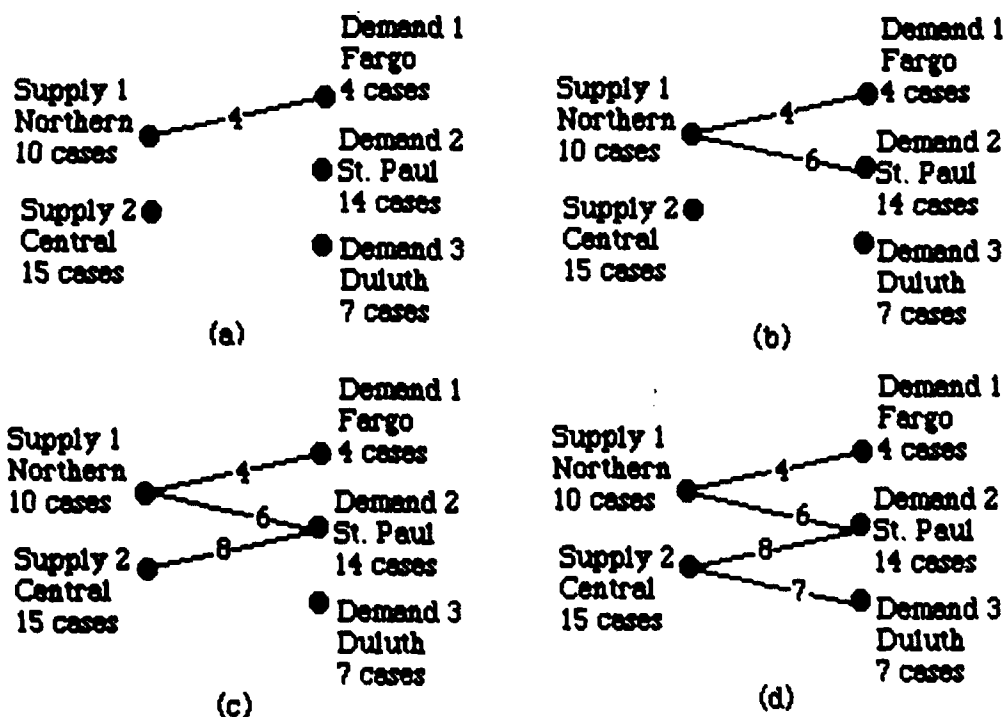 Demand 1
Fargo
4 cases
Supply 1
Northern
10 cases
4
Demand 2
St. Paul
14 cases
Supply 2
Central
15 cases
Demand 3
Duluth
7 cases
(a)
Demand 1
Fargo
4 cases
Supply 1
Northern
10 cases
4
6
Demand 2
St. Paul
14 cases
Supply 2
Central
15 cases
Demand 3
Duluth
7 cases
(b)
Demand 1
Fargo
4 cases
Supply 1
Northern
10 cases
4
6
8
Demand 2
St. Paul
14 cases
Supply 2
Central
15 cases
Demand 3
Duluth
7 cases
(c)
Demand 1
Fargo
4 cases
Supply 1
Northern
10 cases
4
6
8
7
Demand 2
St. Paul
14 cases
Supply 2
Central
15 cases
Demand 3
Duluth
7 cases
(d)